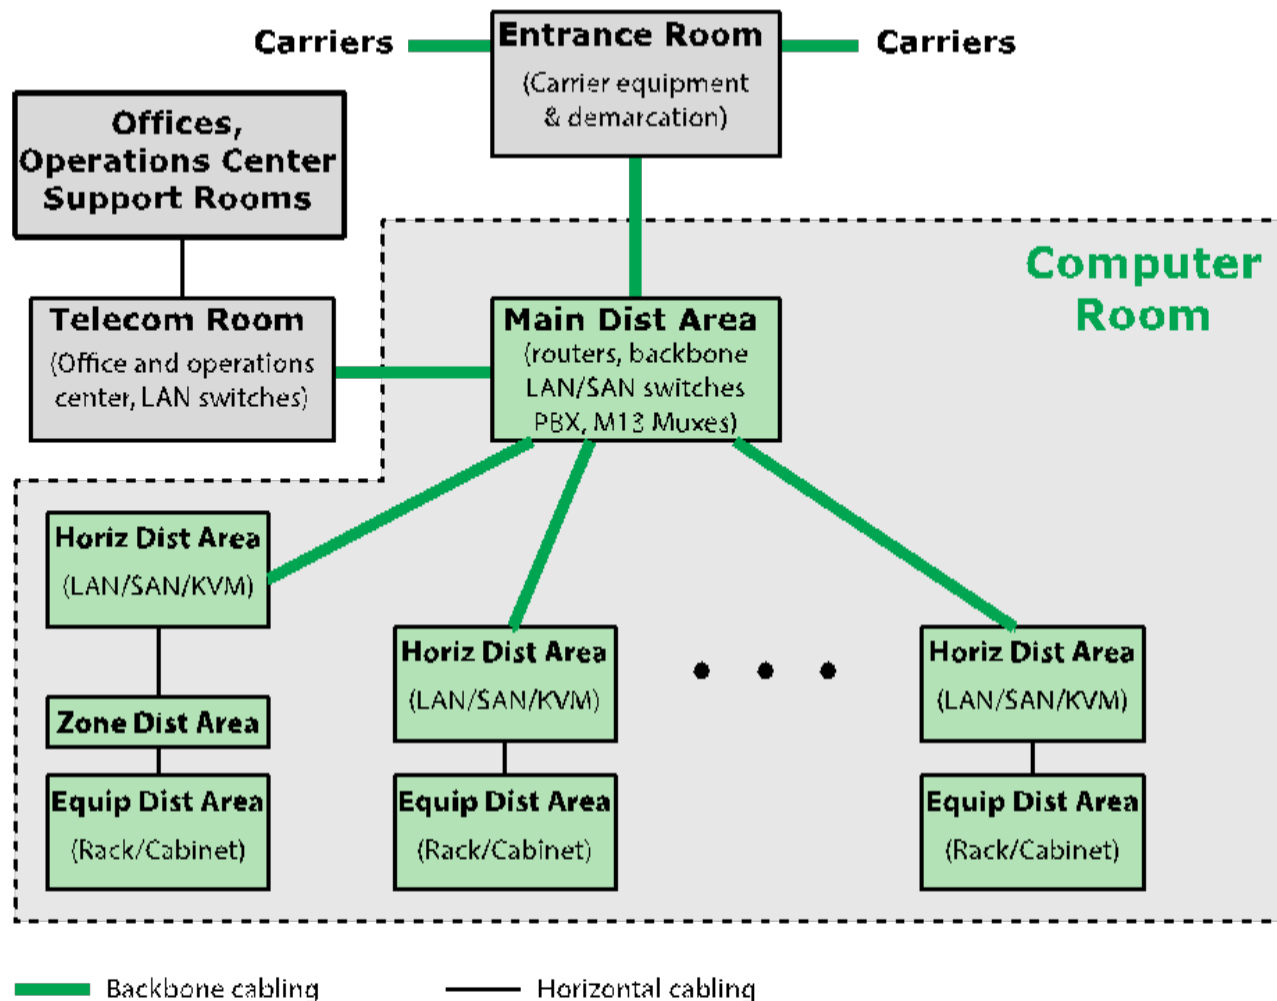 Carriers
Entrance Room
(Carrier equipment
& demarcation)
Carriers
Offices,
Operations Center
Support Rooms
Computer
Room
Telecom Room
(Office and operations
center, LAN switches)
Main Dist Area
(routers, backbone
LAN/SAN switches
PBX, M13 Muxes)
Horiz Dist Area
(LAN/SAN/KVM)
Zone Dist Area
Equip Dist Area
(Rack/Cabinet)
Horiz Dist Area
(LAN/SAN/KVM)
Equip Dist Area
(Rack/Cabinet)
Horiz Dist Area
(LAN/SAN/KVM)
Equip Dist Area
(Rack/Cabinet)
Backbone cabling
Horizontal cabling